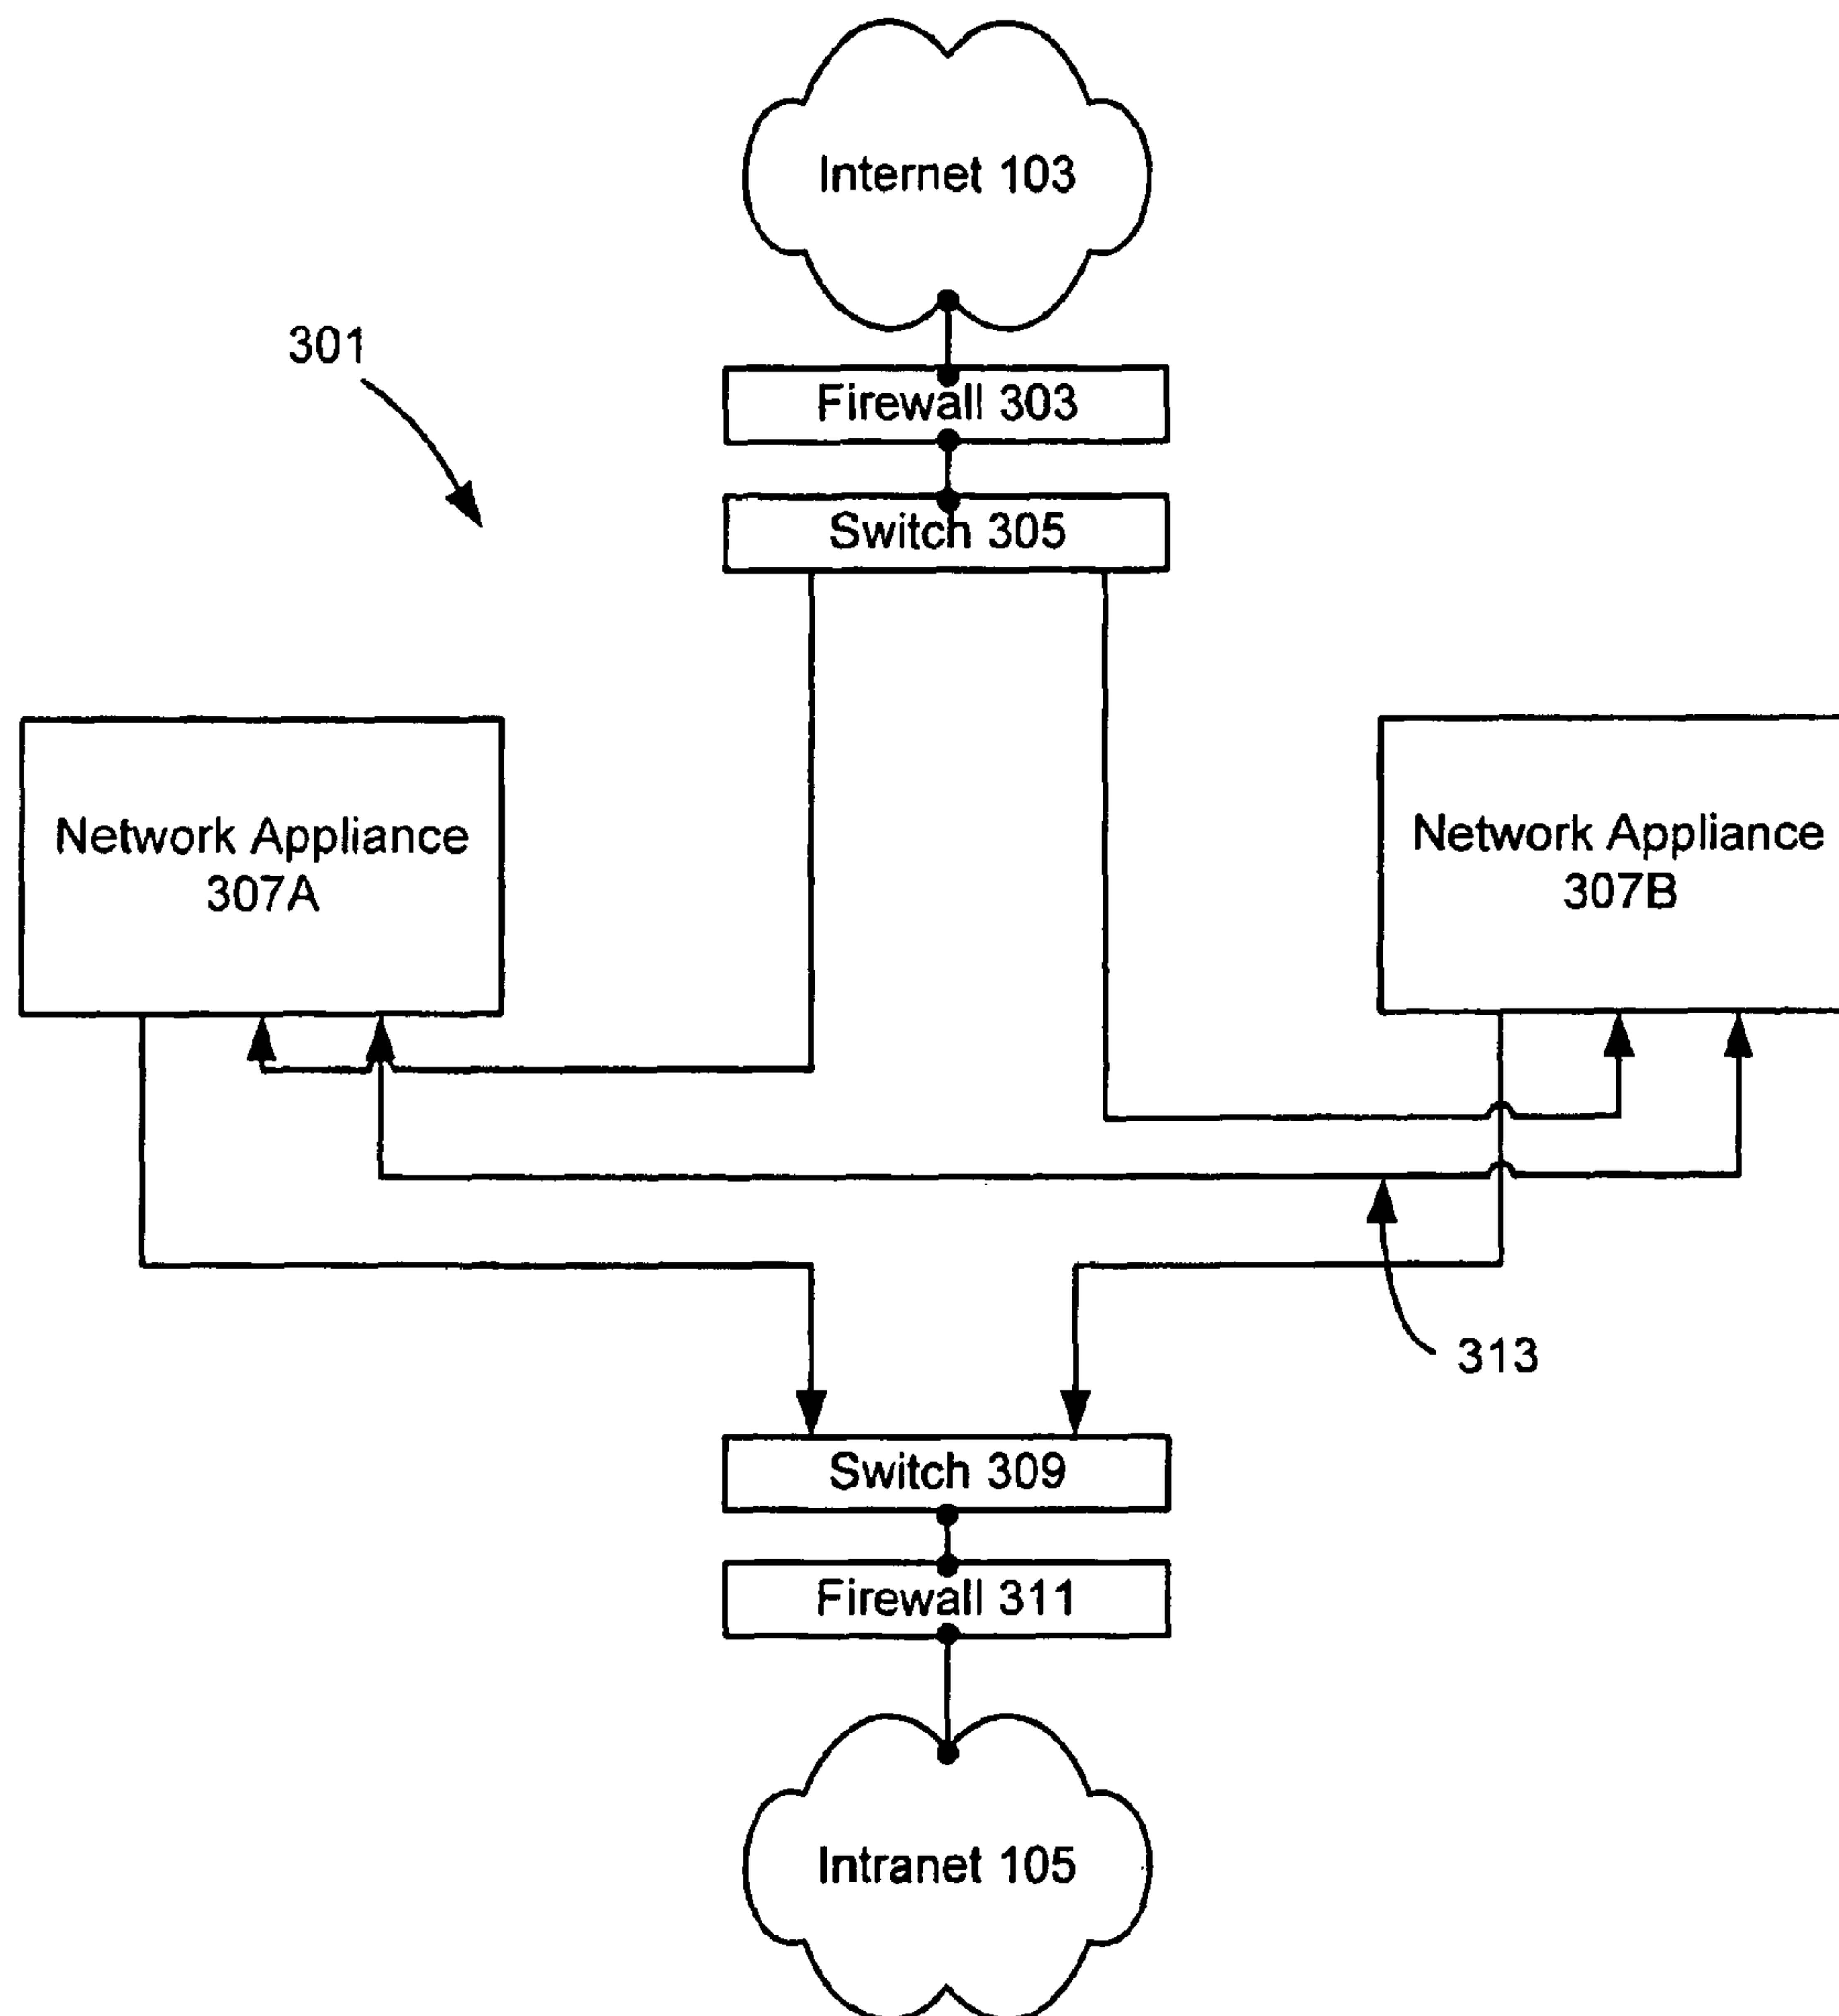 Internet 103
301
Firewall 303
Switch 305
Network Appliance
307A
Network Appliance
307B
313
Switch 309
Firewall 311
Intranet 105